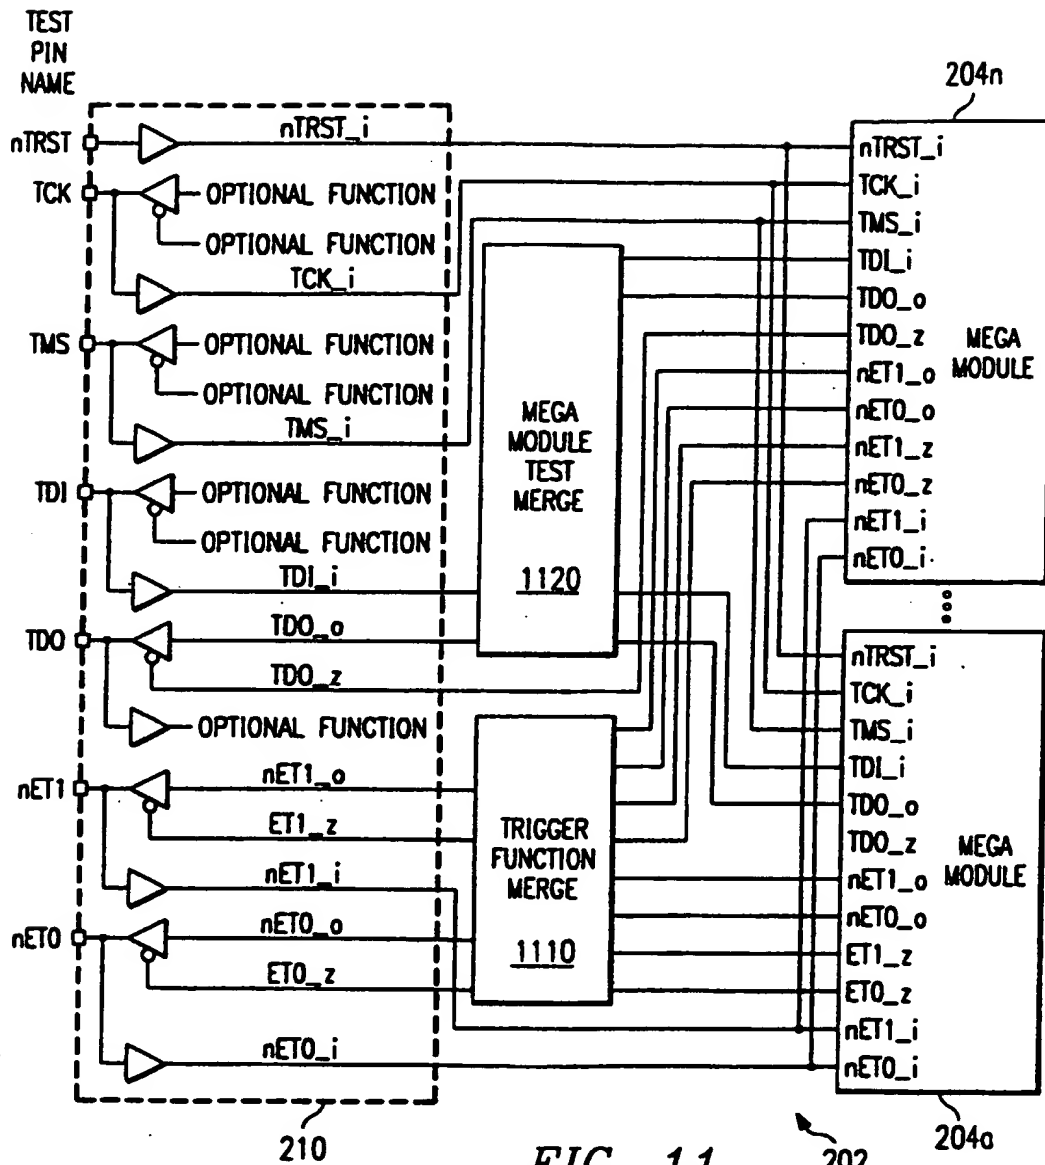 TEST
PIN
NAME
nTRST
TCK
TMS
TDI
TDO
nET1
nET0
nTRST_i
OPTIONAL FUNCTION
OPTIONAL FUNCTION
TCK_i
OPTIONAL FUNCTION
OPTIONAL FUNCTION
TMS_i
OPTIONAL FUNCTION
OPTIONAL FUNCTION
TDI_i
TDO_o
TDO_z
OPTIONAL FUNCTION
nET1_o
ET1_z
nET1_i
nET0_o
ET0_z
nET0_i
210
MEGA
MODULE
TEST
MERGE
1120
TRIGGER
FUNCTION
MERGE
1110
204n
nTRST_i
TCK_i
TMS_i
TDI_i
TDO_o
TDO_z
nET1_o
nET0_o
nET1_z
nET0_z
nET1_i
nET0_i
MEGA
MODULE
nTRST_i
TCK_i
TMS_i
TDI_i
TDO_o
TDO_z
nET1_o
nET0_o
ET1_z
ET0_z
nET1_i
nET0_i
MEGA
MODULE
204a
202
FIG. 11